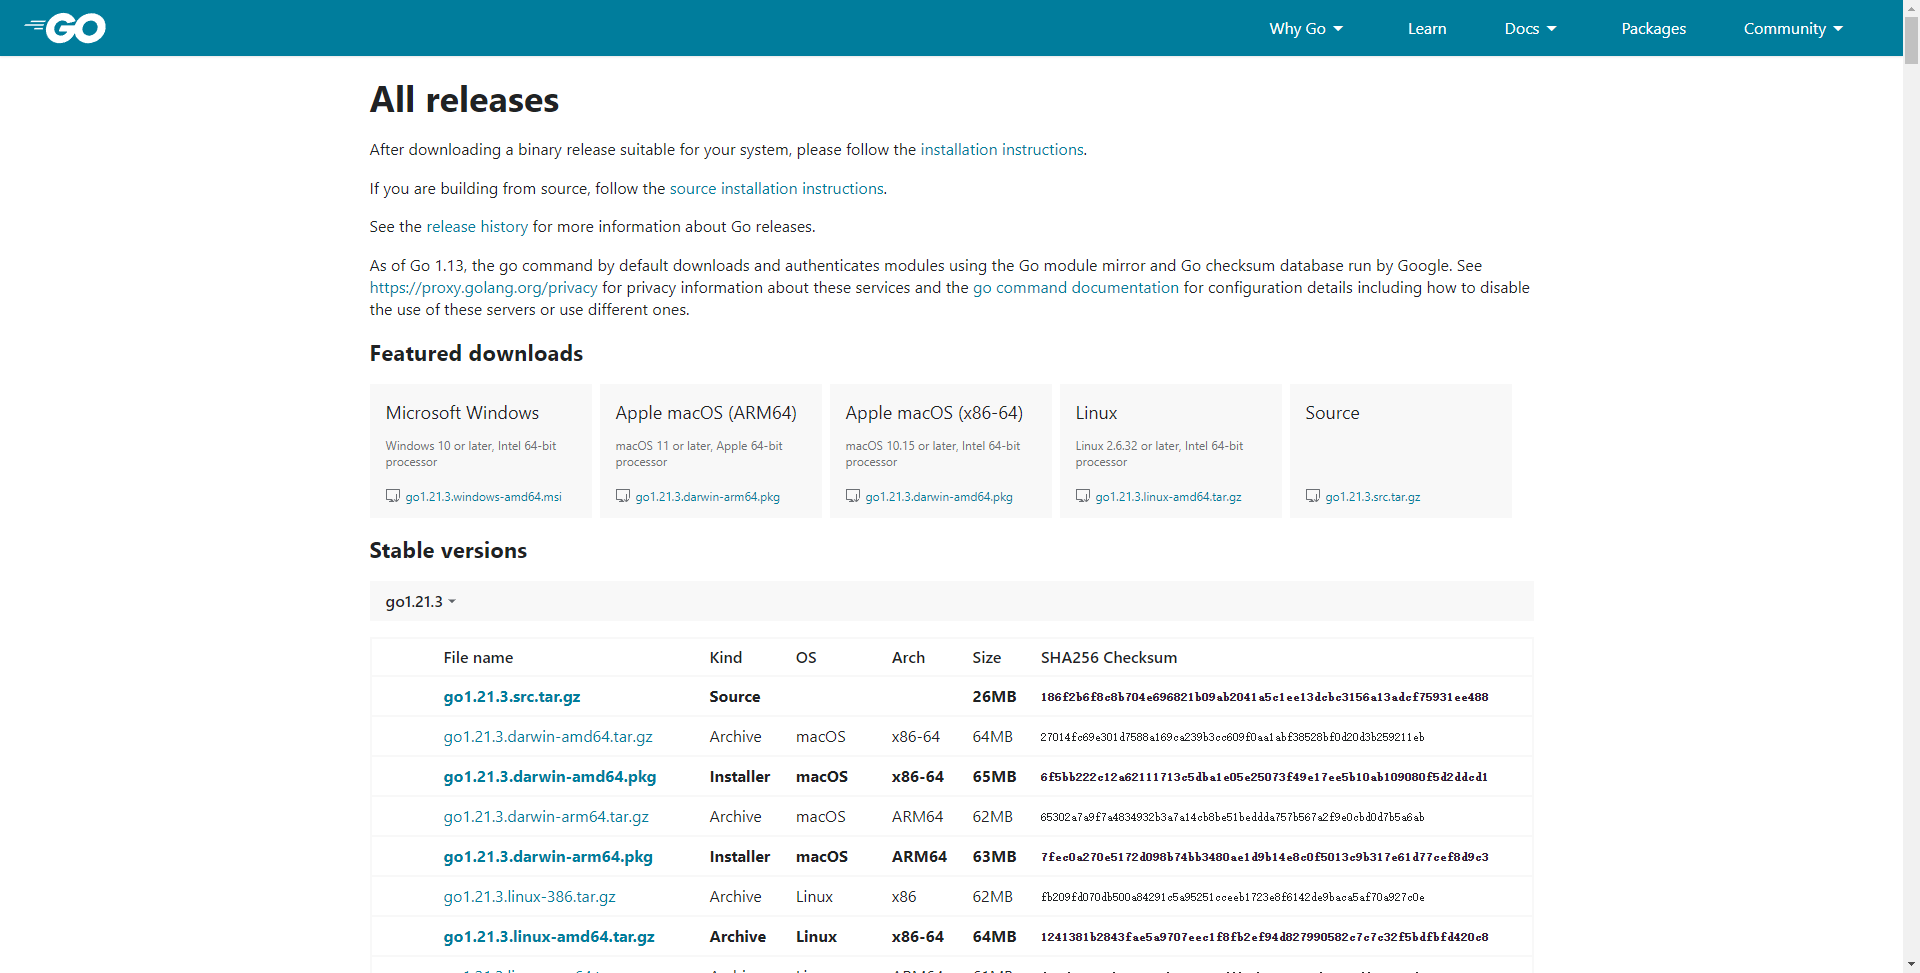 GO
Why Go
Learn
Docs
Packages
Community
All releases
After downloading a binary release suitable for your system, please follow the installation instructions.
If you are building from source, follow the source installation instructions.
See the release history for more information about Go releases.
As of Go 1.13, the go command by default downloads and authenticates modules using the Go module mirror and Go checksum database run by Google. See
https://proxy.golang.org/privacy for privacy information about these services and the go command documentation for configuration details including how to disable
the use of these servers or use different ones.
Featured downloads
Microsoft Windows
Windows 10 or later, Intel 64-bit
processor
go1.21.3.windows-amd64.msi
Apple macOS (ARM64)
macOS 11 or later, Apple 64-bit
processor
go1.21.3.darwin-arm64.pkg
Apple macOS (x86-64)
macOS 10.15 or later, Intel 64-bit
processor
go1.21.3.darwin-amd64.pkg
Linux
Linux 2.6.32 or later, Intel 64-bit
processor
go1.21.3.linux-amd64.tar.gz
Source
go1.21.3.src.tar.gz
Stable versions
go1.21.3
File name Kind OS Arch Size SHA256 Checksum
go1.21.3.src.tar.gz Source 26MB 186f2b6f8c8b704e696821b09ab2041a5c1ee13dcbc3156a13adcf75931ee488
go1.21.3.darwin-amd64.tar.gz Archive macOS x86-64 64MB 27014fc69e301d7588a169ca239b3cc609f0aa1abf38528bf0d20d3b259211eb
go1.21.3.darwin-amd64.pkg Installer macOS x86-64 65MB 6f5bb222c12a62111713c5dba1e05e25073f49e17ee5b10ab109080f5d2ddcd1
go1.21.3.darwin-arm64.tar.gz Archive macOS ARM64 62MB 65302a7a9f7a4834932b3a7a14cb8be51beddda757b567a2f9e0cbd0d7b5a6ab
go1.21.3.darwin-arm64.pkg Installer macOS ARM64 63MB 7fec0a270e5172d098b74bb3480ae1d9b14e8c0f5013c9b317e61d77cef8d9c3
go1.21.3.linux-386.tar.gz Archive Linux x86 62MB fb209fd070db500a84291c5a95251cceeb1723e8f6142de9baca5af70a927c0e
go1.21.3.linux-amd64.tar.gz Archive Linux x86-64 64MB 1241381b2843fae5a9707eec1f8fb2ef94d827990582c7c7c32f5bdfbfd420c8